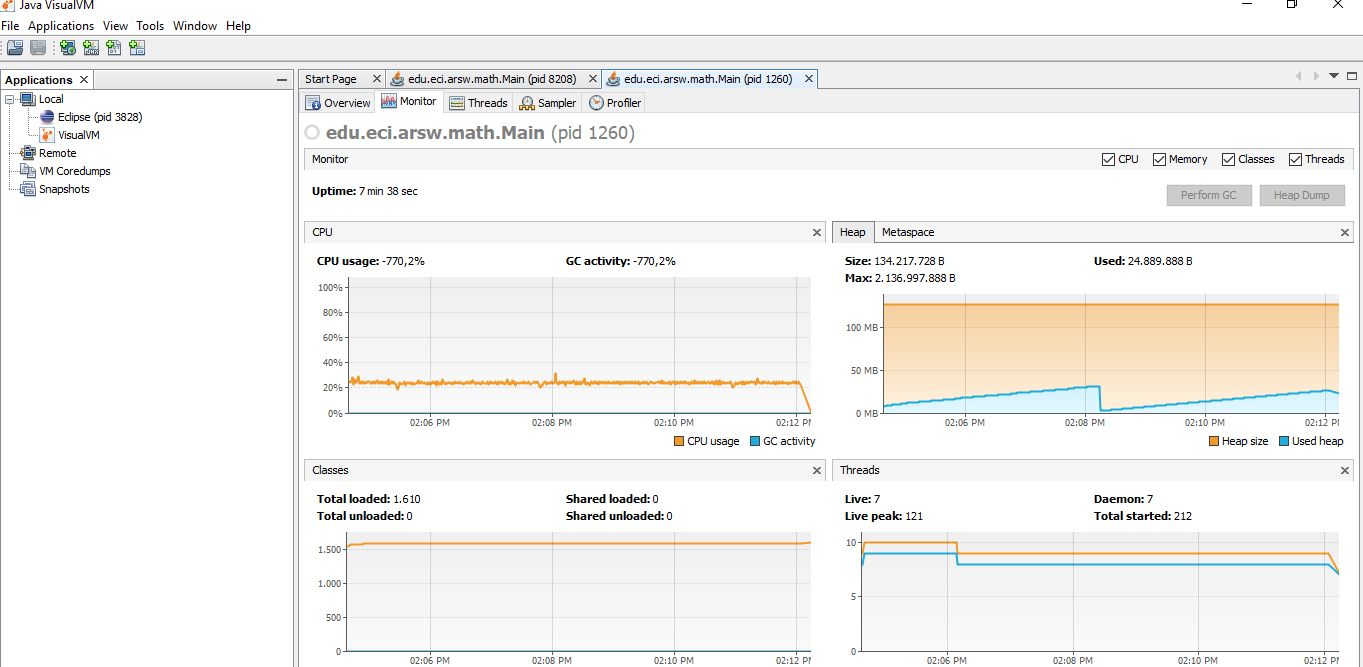 Java VisualVM
File Applications View Tools Window Help
Applications
Local
Eclipse (pid 3828)
VisualVM
Remote
VM Coredumps
Snapshots
Start Page
edu.eci.arsw.math.Main (pid 8208)
edu.eci.arsw.math.Main (pid 1260)
Overview Monitor Threads Sampler Profiler
edu.eci.arsw.math.Main (pid 1260)
Monitor
CPU Memory Classes Threads
Uptime: 7 min 38 sec
Perform GC Heap Dump
CPU
CPU usage: -770,2% GC activity: -770,2%
100%
80%
60%
40%
20%
0%
02:06 PM 02:08 PM 02:10 PM 02:12 PM
CPU usage GC activity
Heap Metaspace
Size: 134.217.728 B Used: 24.889.888 B
Max: 2.136.997.888 B
100 MB
50 MB
0 MB
02:06 PM 02:08 PM 02:10 PM 02:12 PM
Heap size Used heap
Classes
Total loaded: 1.610 Shared loaded: 0
Total unloaded: 0 Shared unloaded: 0
1.500
1.000
500
0
02:06 PM 02:08 PM 02:10 PM 02:12 PM
Threads
Live: 7 Daemon: 7
Live peak: 121 Total started: 212
10
5
0
02:06 PM 02:08 PM 02:10 PM 02:12 PM